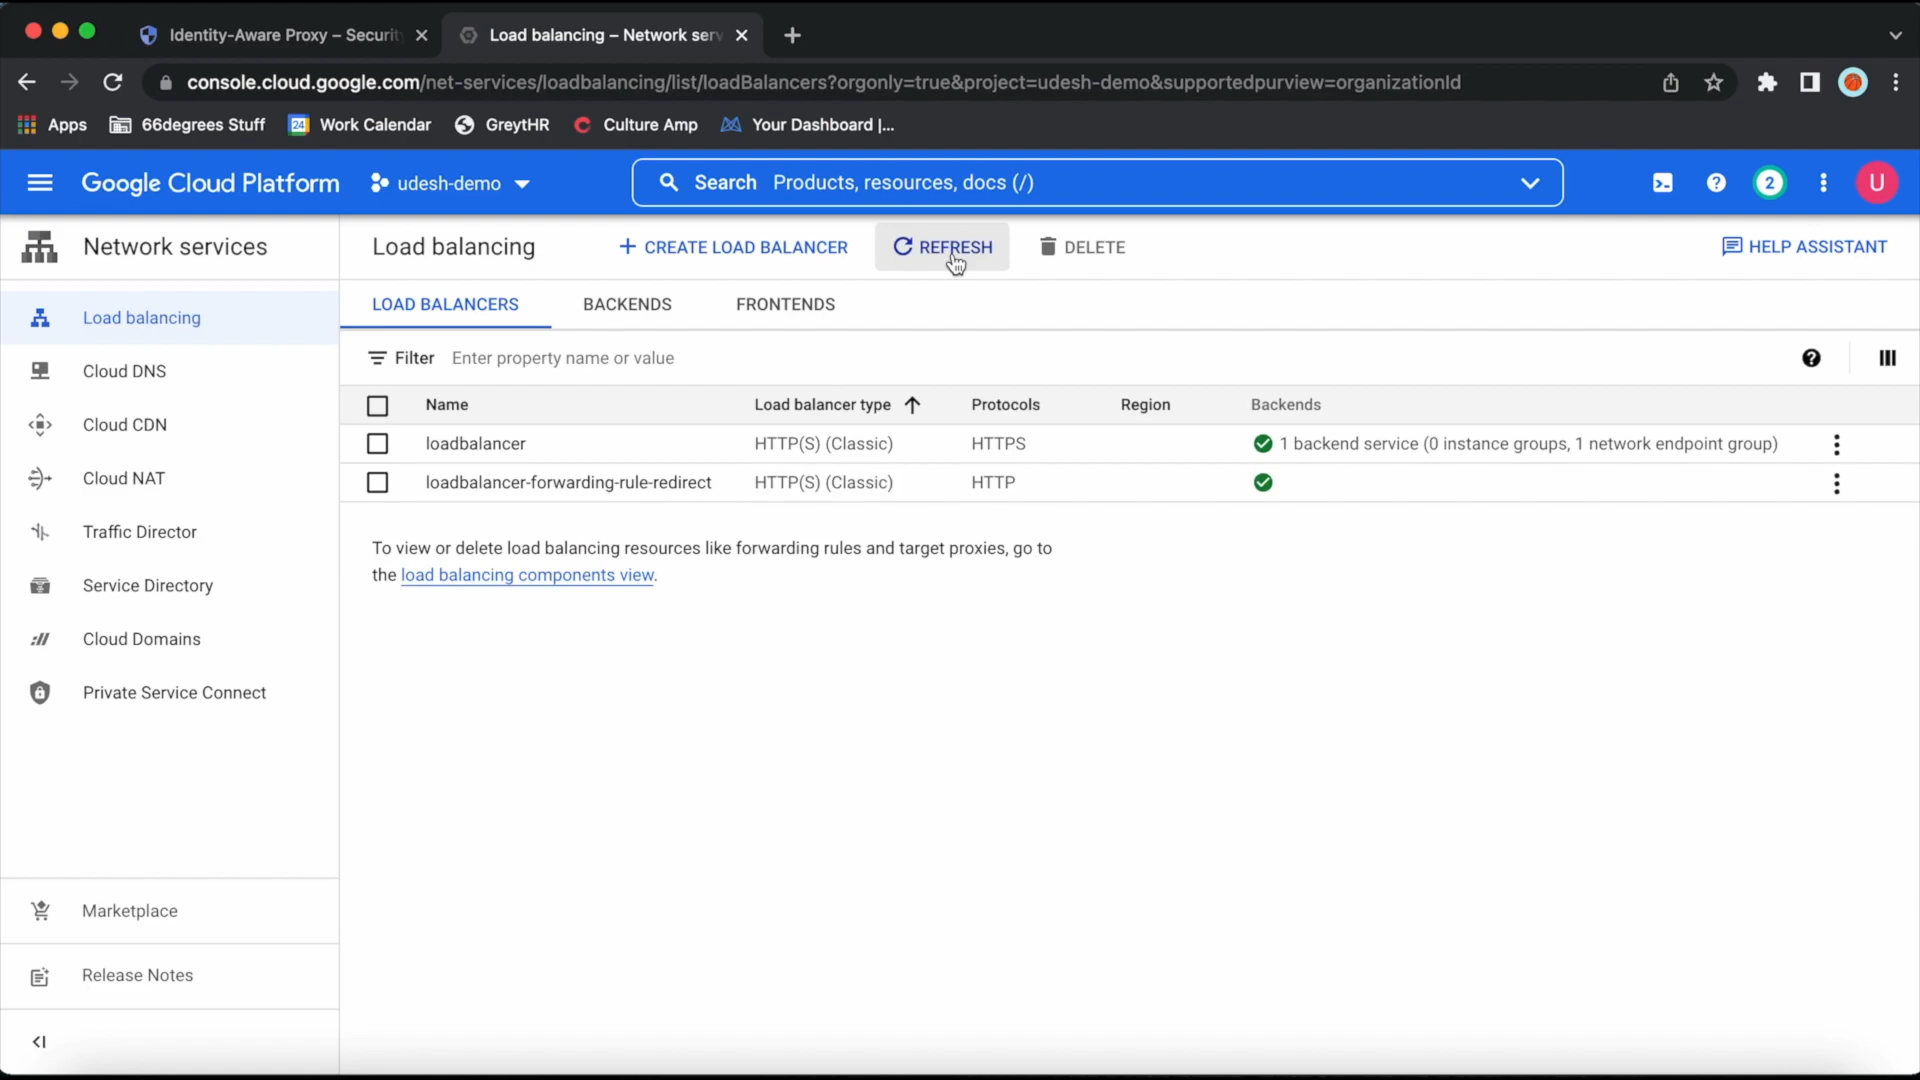 Identity-Aware Proxy – Securit
Load balancing – Network serv
console.cloud.google.com/net-services/loadbalancing/list/loadBalancers?orgonly=true&project=udesh-demo&supportedpurview=organizationId
Apps
66degrees Stuff
24
Work Calendar
GreytHR
Culture Amp
Your Dashboard |...
Google Cloud Platform
udesh-demo
Search Products, resources, docs (/)
2
U
Network services
Load balancing
CREATE LOAD BALANCER
REFRESH
DELETE
HELP ASSISTANT
Load balancing
Cloud DNS
Cloud CDN
Cloud NAT
Traffic Director
Service Directory
Cloud Domains
Private Service Connect
Marketplace
Release Notes
LOAD BALANCERS
BACKENDS
FRONTENDS
Filter Enter property name or value
Name Load balancer type Protocols Region Backends
loadbalancer HTTP(S) (Classic) HTTPS 1 backend service (0 instance groups, 1 network endpoint group)
loadbalancer-forwarding-rule-redirect HTTP(S) (Classic) HTTP
To view or delete load balancing resources like forwarding rules and target proxies, go to
the load balancing components view.